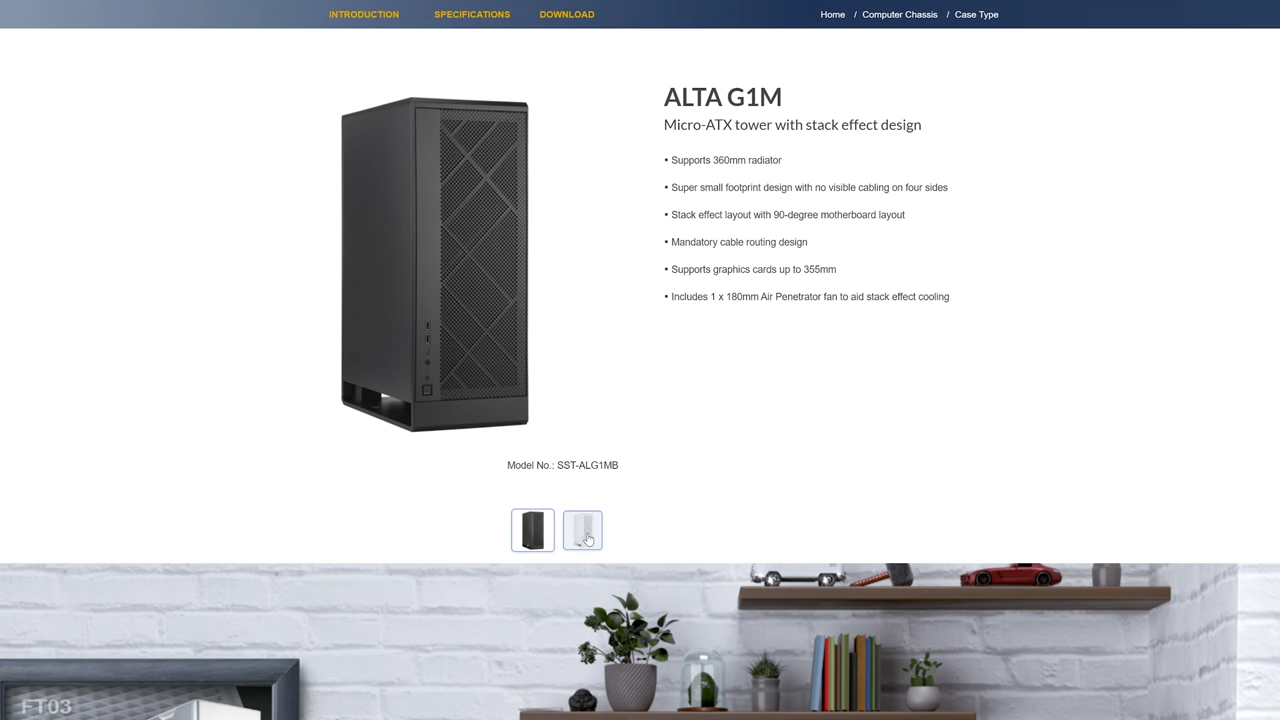 INTRODUCTION SPECIFICATIONS DOWNLOAD Home / Computer Chassis / Case Type
ALTA G1M
Micro-ATX tower with stack effect design
▪ Supports 360mm radiator
▪ Super small footprint design with no visible cabling on four sides
▪ Stack effect layout with 90-degree motherboard layout
▪ Mandatory cable routing design
▪ Supports graphics cards up to 355mm
▪ Includes 1 x 180mm Air Penetrator fan to aid stack effect cooling
Model No.: SST-ALG1MB
FT03